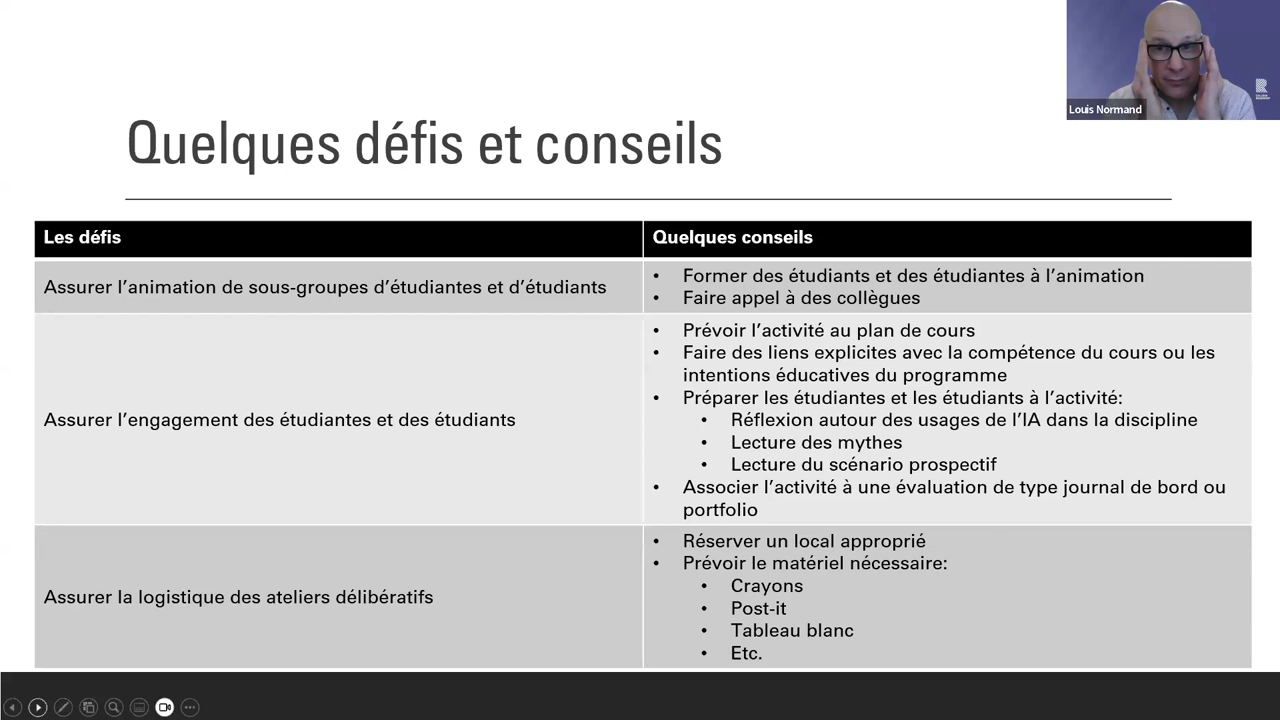 Louis Normand
Quelques défis et conseils
Les défis
Quelques conseils
Assurer l’animation de sous-groupes d’étudiantes et d’étudiants
• Former des étudiants et des étudiantes à l’animation
• Faire appel à des collègues
Assurer l’engagement des étudiantes et des étudiants
• Prévoir l’activité au plan de cours
• Faire des liens explicites avec la compétence du cours ou les
intentions éducatives du programme
• Préparer les étudiantes et les étudiants à l’activité:
• Réflexion autour des usages de l’IA dans la discipline
• Lecture des mythes
• Lecture du scénario prospectif
• Associer l’activité à une évaluation de type journal de bord ou
portfolio
Assurer la logistique des ateliers délibératifs
• Réserver un local approprié
• Prévoir le matériel nécessaire:
• Crayons
• Post-it
• Tableau blanc
• Etc.